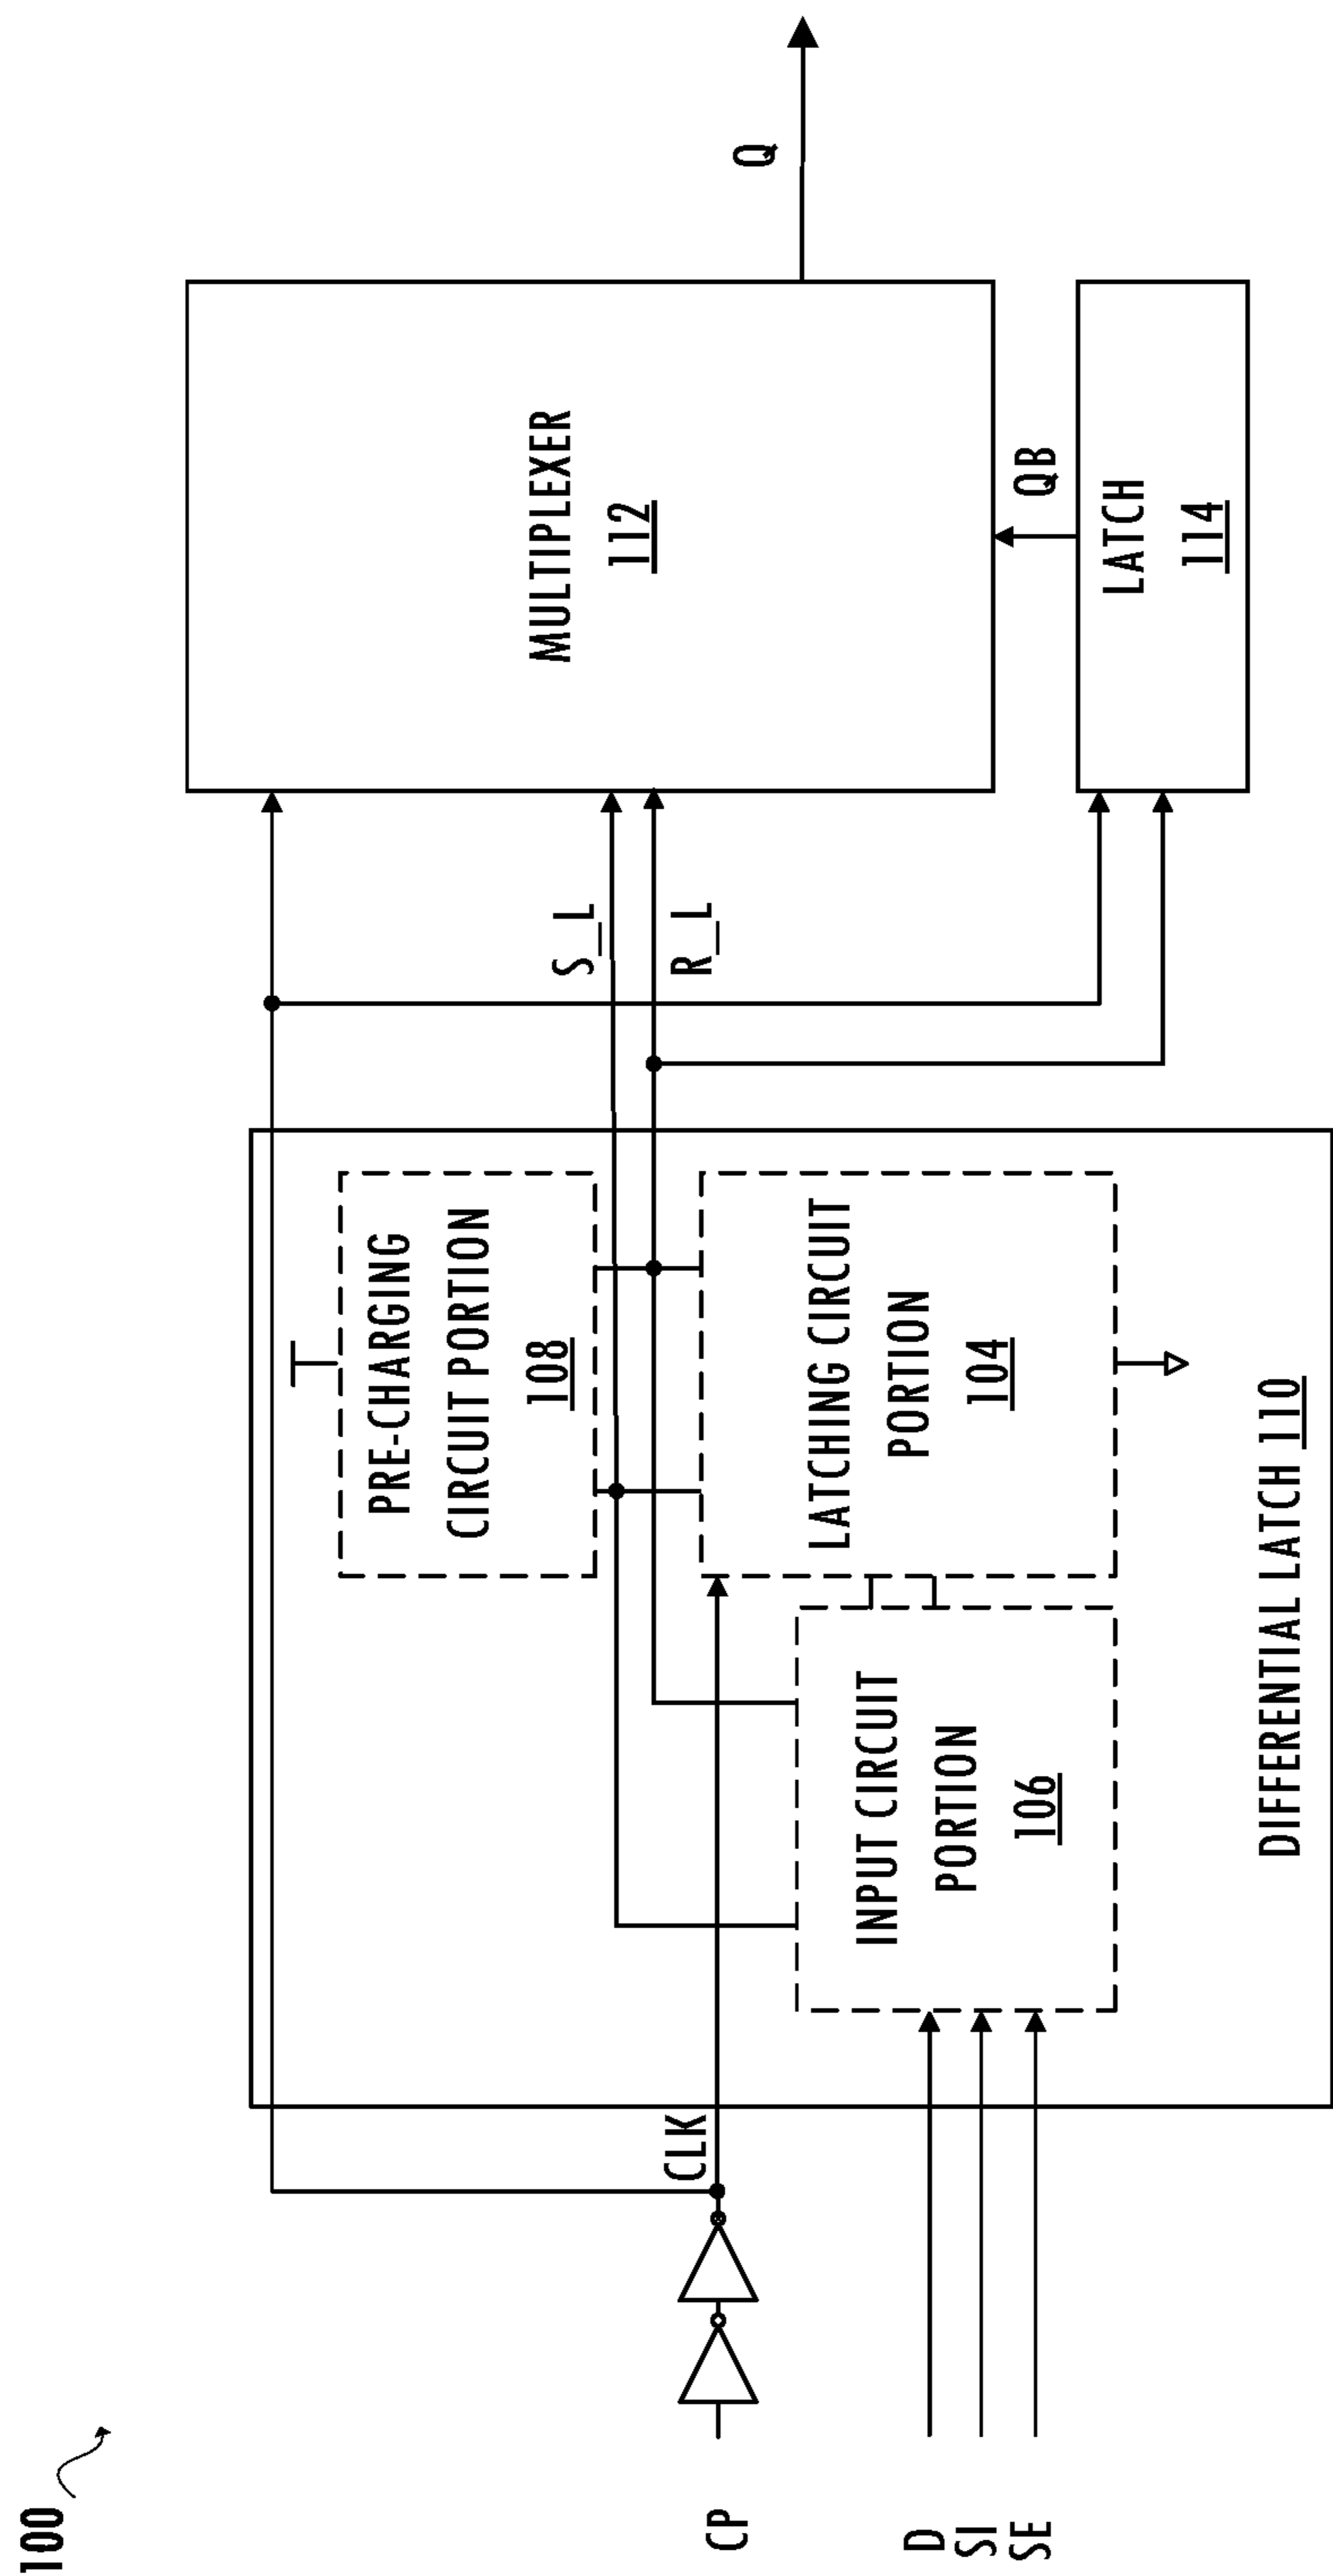 100
CP
D
SI
SE
CLK
PRE-CHARGING
CIRCUIT PORTION
108
INPUT CIRCUIT
PORTION
106
LATCHING CIRCUIT
PORTION
104
DIFFERENTIAL LATCH 110
S_L
R_L
MULTIPLEXER
112
QB
LATCH
114
Q